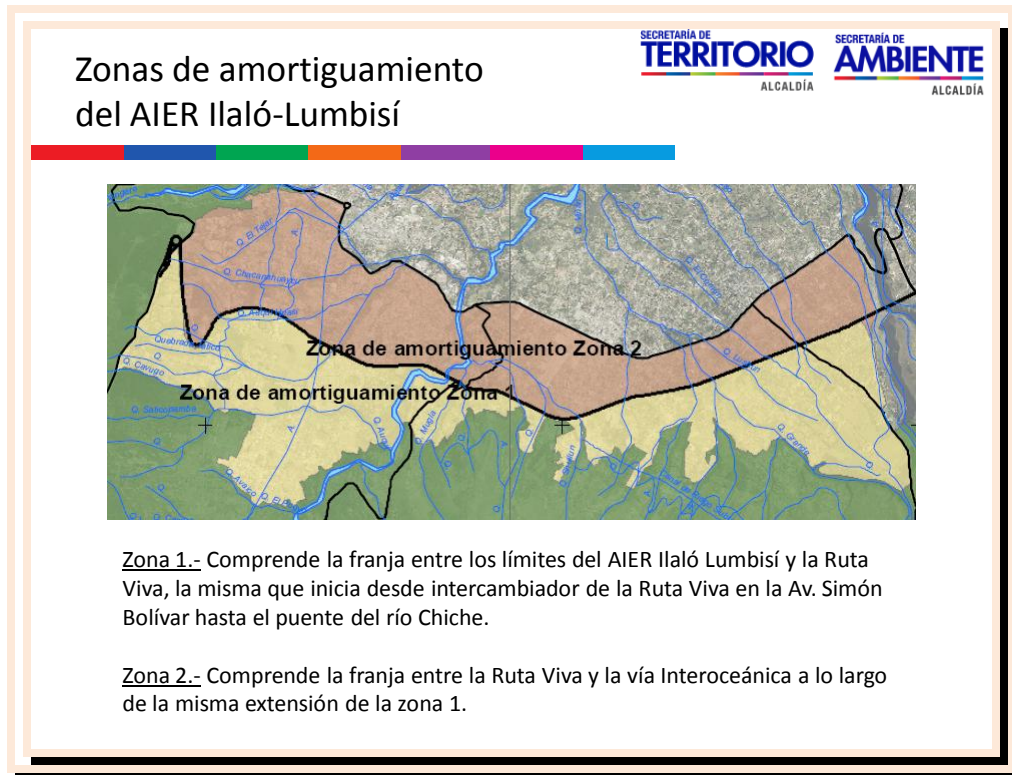 Zonas de amortiguamiento
del AIER Ilaló-Lumbisí
SECRETARÍA DE
TERRITORIO
ALCALDÍA
SECRETARÍA DE
AMBIENTE
ALCALDÍA
Q. El Tejar
Zona de amortiguamiento Zona 2
Zona de amortiguamiento Zona 1
Q. Grande
Zona 1.- Comprende la franja entre los límites del AIER Ilaló Lumbisí y la Ruta
Viva, la misma que inicia desde intercambiador de la Ruta Viva en la Av. Simón
Bolívar hasta el puente del río Chiche.
Zona 2.- Comprende la franja entre la Ruta Viva y la vía Interoceánica a lo largo
de la misma extensión de la zona 1.